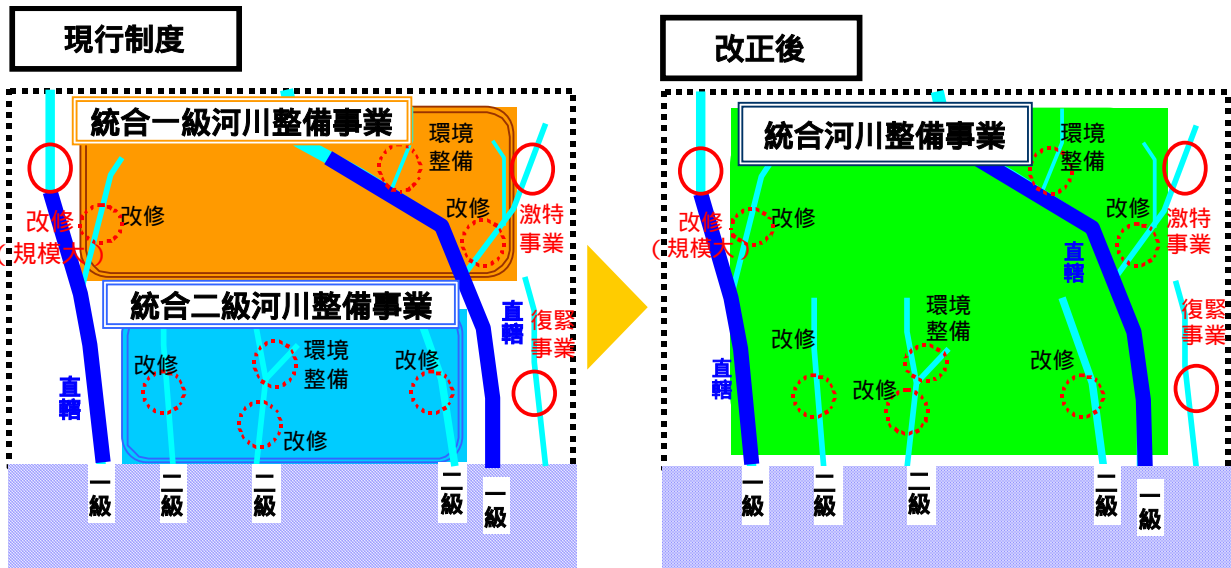 現行制度
統合一級河川整備事業
環境
整備
改修
改修
改修
(規模大)
激特
事業
統合二級河川整備事業
直轄
復緊
事業
改修
環境
整備
改修
直轄
改修
一級
二級
二級
二級
一級
改正後
統合河川整備事業
環境
整備
改修
改修
改修
(規模大)
激特
事業
直轄
環境
整備
復緊
事業
改修
改修
直轄
改修
一級
二級
二級
二級
一級